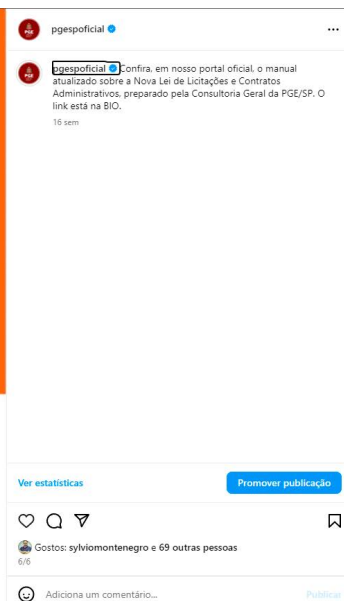 pgespoficial
pgespoficial Confira, em nosso portal oficial, o manual
atualizado sobre a Nova Lei de Licitações e Contratos
Administrativos, preparado pela Consultoria Geral da PGE/SP. O
link está na BIO.
16 sem
Ver estatísticas
Promover publicação
Gostos: sylviomontenegro e 69 outras pessoas
6/6
Adiciona um comentário...
Publicar